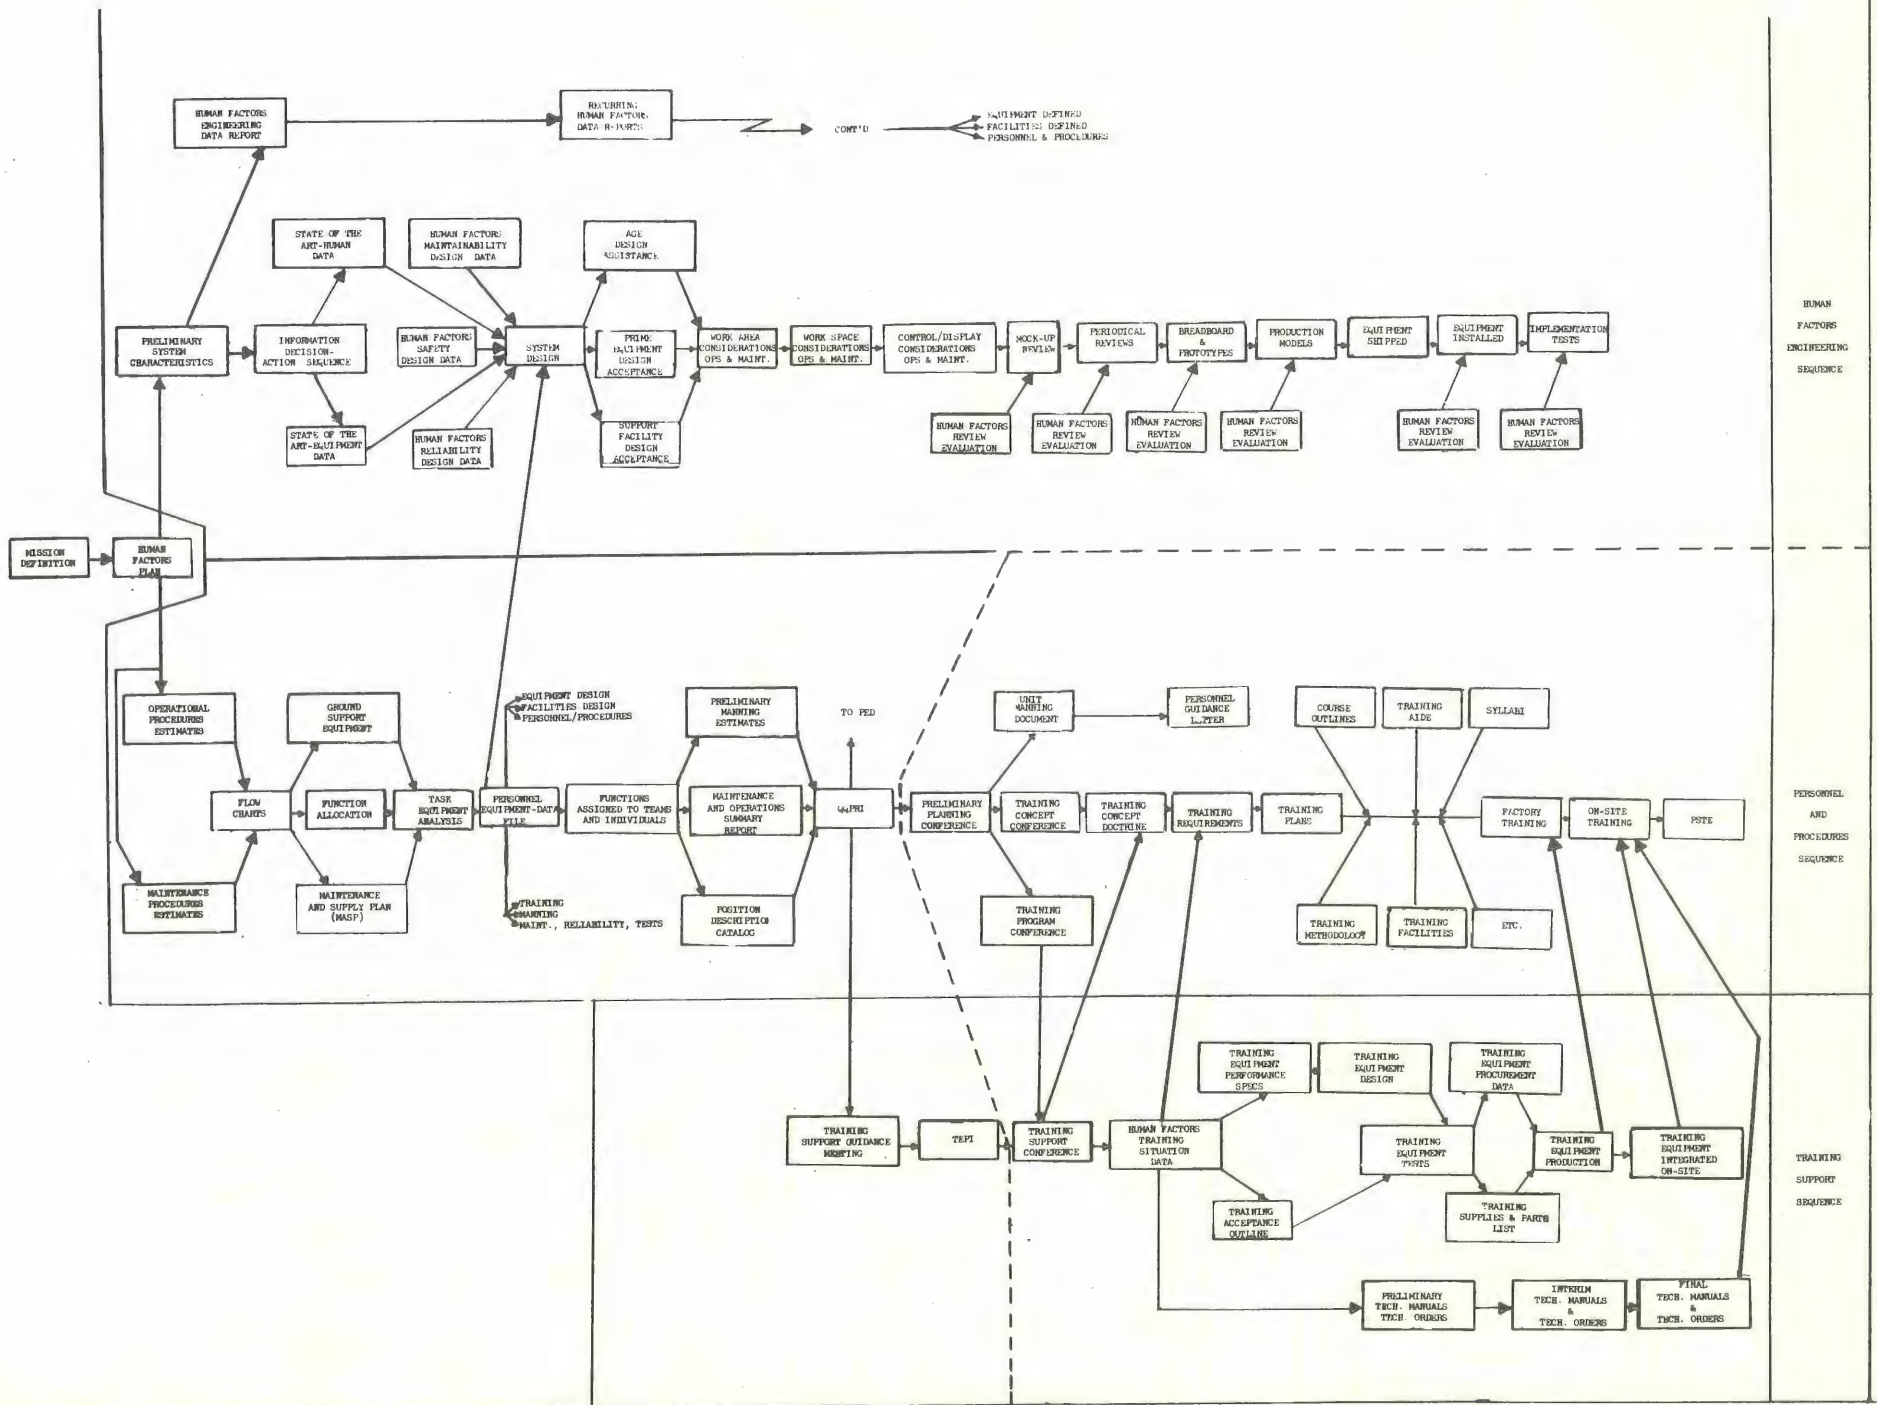 HUMAN FACTORS
ENGINEERING
DATA REPORT
RECURRING
HUMAN FACTORS
DATA REPORTS
CONT'D
EQUIPMENT DEFINED
FACILITIES DEFINED
PERSONNEL & PROCEDURES
STATE OF THE
ART-HUMAN
DATA
HUMAN FACTORS
MAINTAINABILITY
DESIGN DATA
AGE
DESIGN
ASSISTANCE
PRELIMINARY
SYSTEM
CHARACTERISTICS
INFORMATION
DECISION-
ACTION SEQUENCE
HUMAN FACTORS
SAFETY
DESIGN DATA
SYSTEM
DESIGN
PRIME
EQUIPMENT
DESIGN
ACCEPTANCE
WORK AREA
CONSIDERATIONS
OPS & MAINT.
WORK SPACE
CONSIDERATIONS
OPS & MAINT.
CONTROL/DISPLAY
CONSIDERATIONS
OPS & MAINT.
MOCK-UP
REVIEW
PERIODICAL
REVIEWS
BREADBOARD
&
PROTOTYPES
PRODUCTION
MODELS
EQUIPMENT
SHIPPED
EQUIPMENT
INSTALLED
IMPLEMENTATION
TESTS
HUMAN
FACTORS
ENGINEERING
SEQUENCE
STATE OF THE
ART-EQUIPMENT
DATA
HUMAN FACTORS
RELIABILITY
DESIGN DATA
SUPPORT
FACILITY
DESIGN
ACCEPTANCE
HUMAN FACTORS
REVIEW
EVALUATION
HUMAN FACTORS
REVIEW
EVALUATION
HUMAN FACTORS
REVIEW
EVALUATION
HUMAN FACTORS
REVIEW
EVALUATION
HUMAN FACTORS
REVIEW
EVALUATION
HUMAN FACTORS
REVIEW
EVALUATION
MISSION
DEFINITION
HUMAN
FACTORS
PLAN
OPERATIONAL
PROCEDURES
ESTIMATES
GROUND
SUPPORT
EQUIPMENT
EQUIPMENT DESIGN
FACILITIES DESIGN
PERSONNEL/PROCEDURES
PRELIMINARY
MANNING
ESTIMATES
TO PED
UNIT
MANNING
DOCUMENT
PERSONNEL
GUIDANCE
LETTER
COURSE
OUTLINES
TRAINING
AIDE
SYLLABI
FLOW
CHARTS
FUNCTION
ALLOCATION
TASK
EQUIPMENT
ANALYSIS
PERSONNEL
EQUIPMENT-DATA
FILE
FUNCTIONS
ASSIGNED TO TEAMS
AND INDIVIDUALS
MAINTENANCE
AND OPERATIONS
SUMMARY
REPORT
QQPRI
PRELIMINARY
PLANNING
CONFERENCE
TRAINING
CONCEPT
CONFERENCE
TRAINING
CONCEPT
DOCTRINE
TRAINING
REQUIREMENTS
TRAINING
PLANS
FACTORY
TRAINING
ON-SITE
TRAINING
PSTE
PERSONNEL
AND
PROCEDURES
SEQUENCE
MAINTENANCE
PROCEDURES
ESTIMATES
MAINTENANCE
AND SUPPLY PLAN
(MASP)
TRAINING
MANNING
MAINT., RELIABILITY, TESTS
POSITION
DESCRIPTION
CATALOG
TRAINING
PROGRAM
CONFERENCE
TRAINING
METHODOLOGY
TRAINING
FACILITIES
ETC.
TRAINING
EQUIPMENT
PERFORMANCE
SPECS
TRAINING
EQUIPMENT
DESIGN
TRAINING
EQUIPMENT
PROCUREMENT
DATA
TRAINING
SUPPORT GUIDANCE
MEETING
TEPI
TRAINING
SUPPORT
CONFERENCE
HUMAN FACTORS
TRAINING
SITUATION
DATA
TRAINING
EQUIPMENT
TESTS
TRAINING
EQUIPMENT
PRODUCTION
TRAINING
EQUIPMENT
INTEGRATED
ON-SITE
TRAINING
SUPPORT
SEQUENCE
TRAINING
ACCEPTANCE
OUTLINE
TRAINING
SUPPLIES & PARTS
LIST
PRELIMINARY
TECH. MANUALS
TECH. ORDERS
INTERIM
TECH. MANUALS
&
TECH. ORDERS
FINAL
TECH. MANUALS
&
TECH. ORDERS